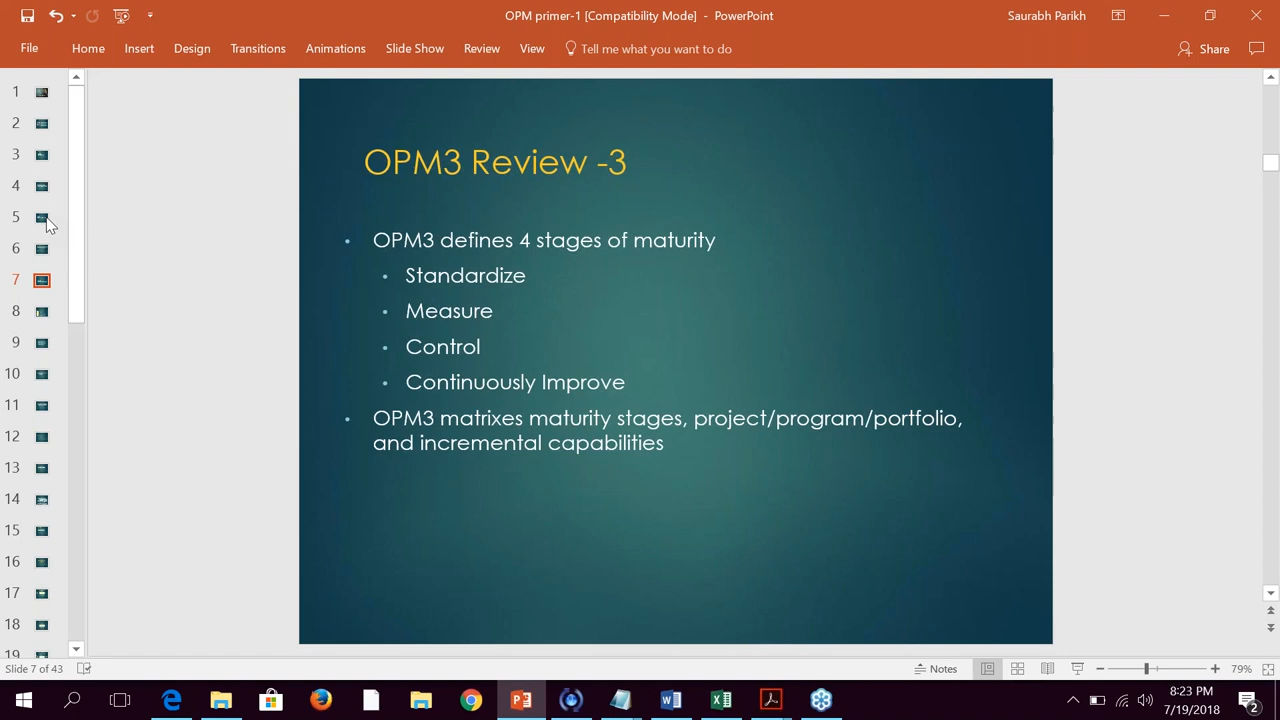 OPM primer-1 [Compatibility Mode] - PowerPoint
Saurabh Parikh
File Home Insert Design Transitions Animations Slide Show Review View Tell me what you want to do Share
1
2
3
4
5
6
7
8
9
10
11
12
13
14
15
16
17
18
19
OPM3 Review -3
• OPM3 defines 4 stages of maturity
• Standardize
• Measure
• Control
• Continuously Improve
• OPM3 matrixes maturity stages, project/program/portfolio,
and incremental capabilities
Slide 7 of 43
Notes
79%
8:23 PM
7/19/2018
2